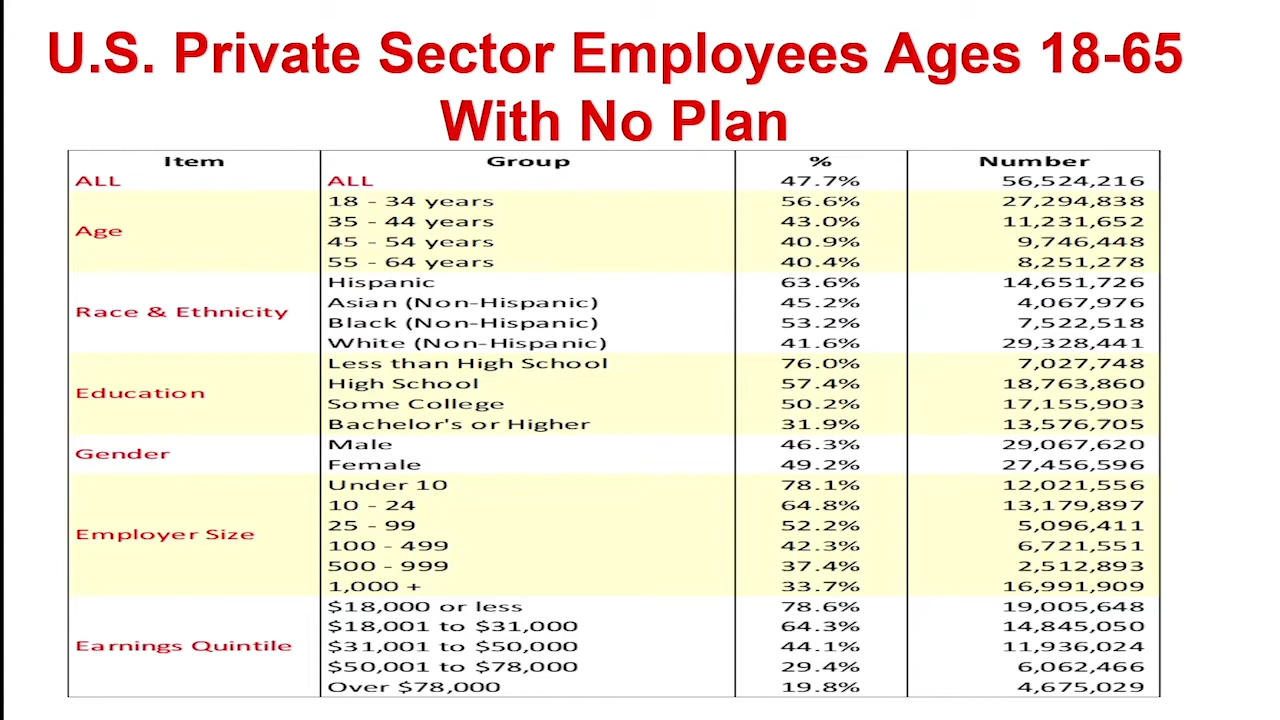 U.S. Private Sector Employees Ages 18-65
With No Plan
Item Group % Number
ALL ALL 47.7% 56,524,216
Age
18 - 34 years 56.6% 27,294,838
35 - 44 years 43.0% 11,231,652
45 - 54 years 40.9% 9,746,448
55 - 64 years 40.4% 8,251,278
Race & Ethnicity
Hispanic 63.6% 14,651,726
Asian (Non-Hispanic) 45.2% 4,067,976
Black (Non-Hispanic) 53.2% 7,522,518
White (Non-Hispanic) 41.6% 29,328,441
Education
Less than High School 76.0% 7,027,748
High School 57.4% 18,763,860
Some College 50.2% 17,155,903
Bachelor's or Higher 31.9% 13,576,705
Gender
Male 46.3% 29,067,620
Female 49.2% 27,456,596
Employer Size
Under 10 78.1% 12,021,556
10 - 24 64.8% 13,179,897
25 - 99 52.2% 5,096,411
100 - 499 42.3% 6,721,551
500 - 999 37.4% 2,512,893
1,000 + 33.7% 16,991,909
Earnings Quintile
$18,000 or less 78.6% 19,005,648
$18,001 to $31,000 64.3% 14,845,050
$31,001 to $50,000 44.1% 11,936,024
$50,001 to $78,000 29.4% 6,062,466
Over $78,000 19.8% 4,675,029